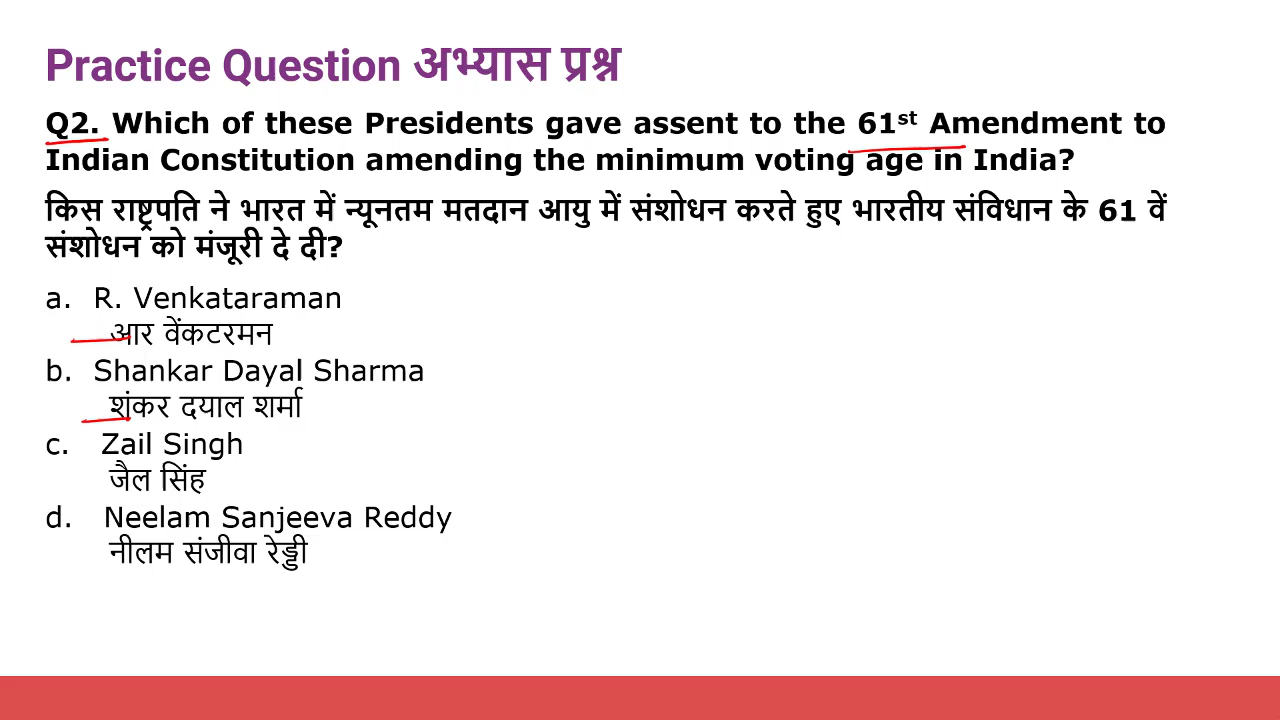 Practice Question अभ्यास प्रश्न
Q2. Which of these Presidents gave assent to the 61st Amendment to
Indian Constitution amending the minimum voting age in India?
किस राष्ट्रपति ने भारत में न्यूनतम मतदान आयु में संशोधन करते हुए भारतीय संविधान के 61 वें
संशोधन को मंजूरी दे दी?
a. R. Venkataraman
आर वेंकटरमन
b. Shankar Dayal Sharma
शंकर दयाल शर्मा
c. Zail Singh
जैल सिंह
d. Neelam Sanjeeva Reddy
नीलम संजीवा रेड्डी